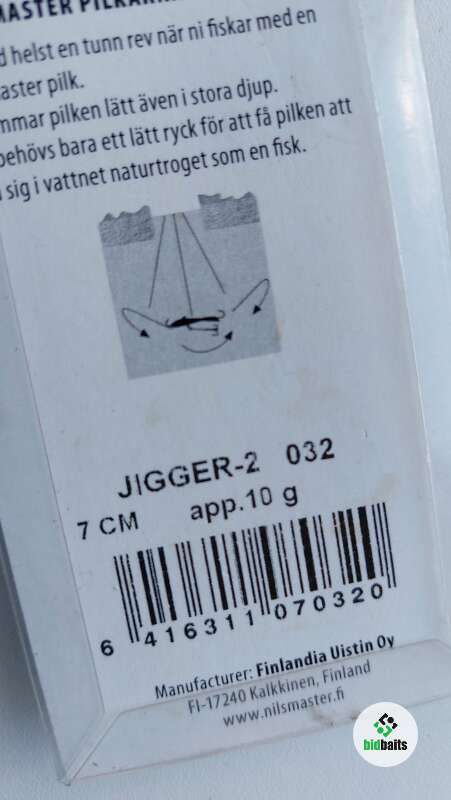 MASTER
helst en tunn rev när ni fiskar med en
master pilk.
pilken lätt även i stora djup.
behövs bara ett lätt ryck för att få pilken att
sig i vattnet naturtroget som en fisk.
JIGGER-2 032
7 CM app.10 g
6 416311 070320
Manufacturer: Finlandia Uistin Oy
FI-17240 Kalkkinen, Finland
www.nilsmaster.fi
bidbaits